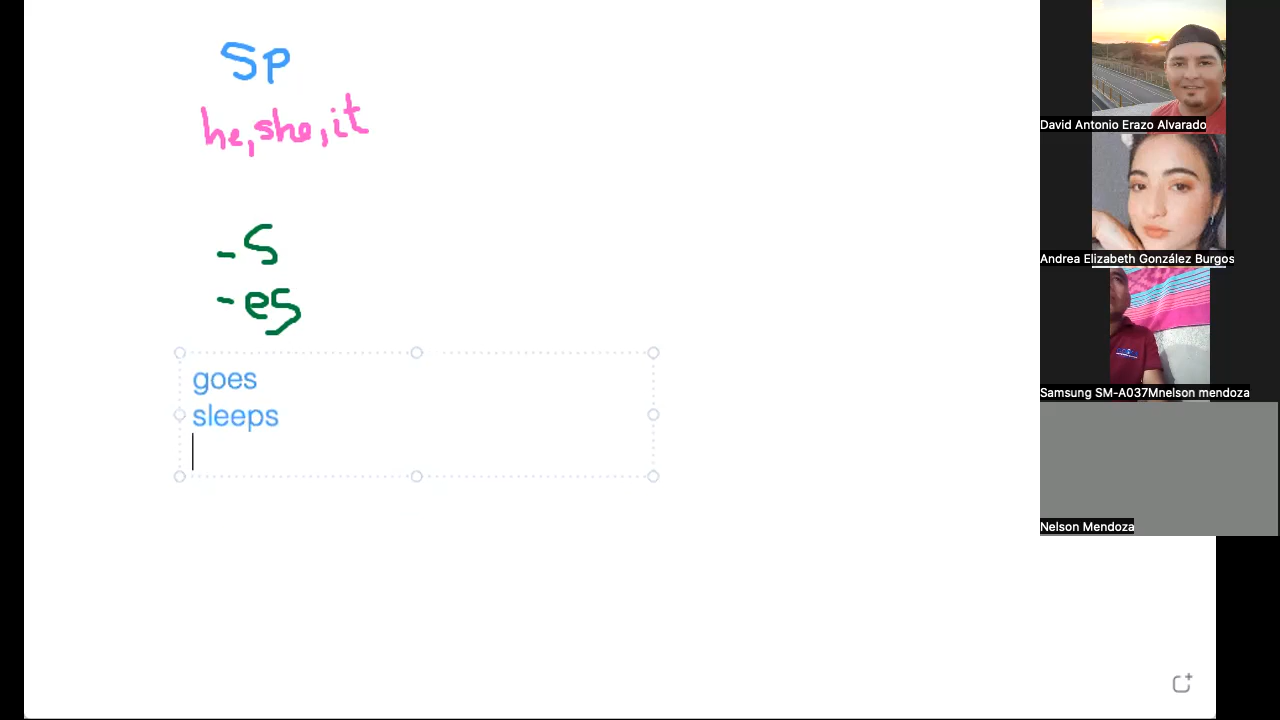 Sp
he, she, it
- S
- es
goes
sleeps
David Antonio Erazo Alvarado
Andrea Elizabeth González Burgos
Samsung SM-A037Mnelson mendoza
Nelson Mendoza